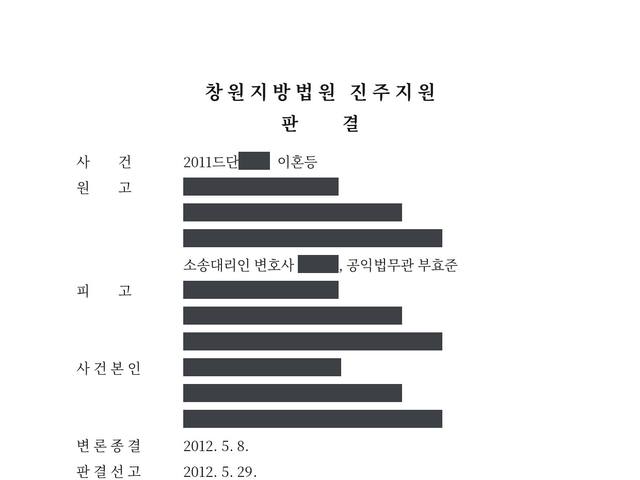 창원지방법원 진주지원
판 결
사 건 2011드단 이혼등
원 고
소송대리인 변호사 , 공익법무관 부효준
피 고
사건본인
변론종결 2012. 5. 8.
판결선고 2012. 5. 29.